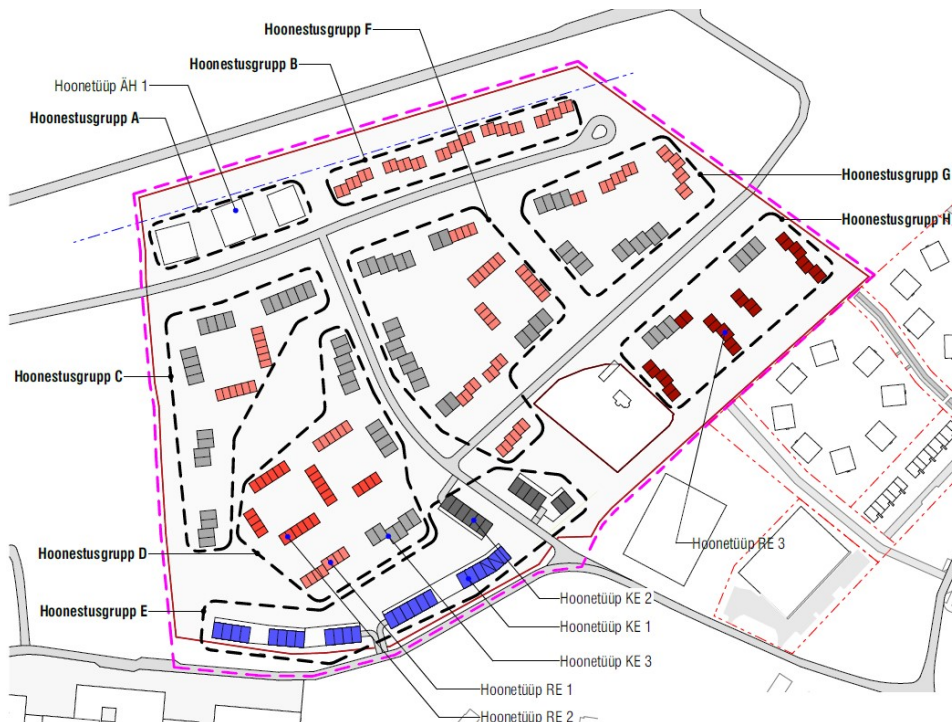 Hoonestusgrupp F
Hoonestusgrupp B
Hoonetüüp ÄH 1
Hoonestusgrupp A
Hoonestusgrupp G
Hoonestusgrupp H
Hoonestusgrupp C
Hoonetüüp RE 3
Hoonestusgrupp D
Hoonetüüp KE 2
Hoonestusgrupp E
Hoonetüüp KE 1
Hoonetüüp KE 3
Hoonetüüp RE 1
Hoonetüüp RE 2